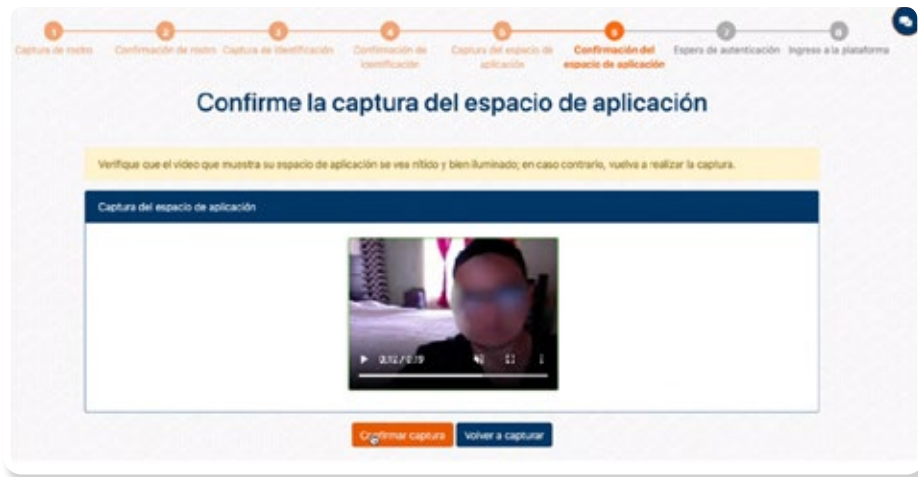 1
2
3
4
5
6
7
8
Captura de rostro
Confirmación de rostro
Captura de identificación
Confirmación de
identificación
Captura del espacio de
aplicación
Confirmación del
espacio de aplicación
Espera de autenticación
Ingreso a la plataforma
Confirme la captura del espacio de aplicación
Verifique que el video que muestra su espacio de aplicación se vea nítido y bien iluminado; en caso contrario, vuelva a realizar la captura.
Captura del espacio de aplicación
0:12 / 0:19
Confirmar captura
Volver a capturar